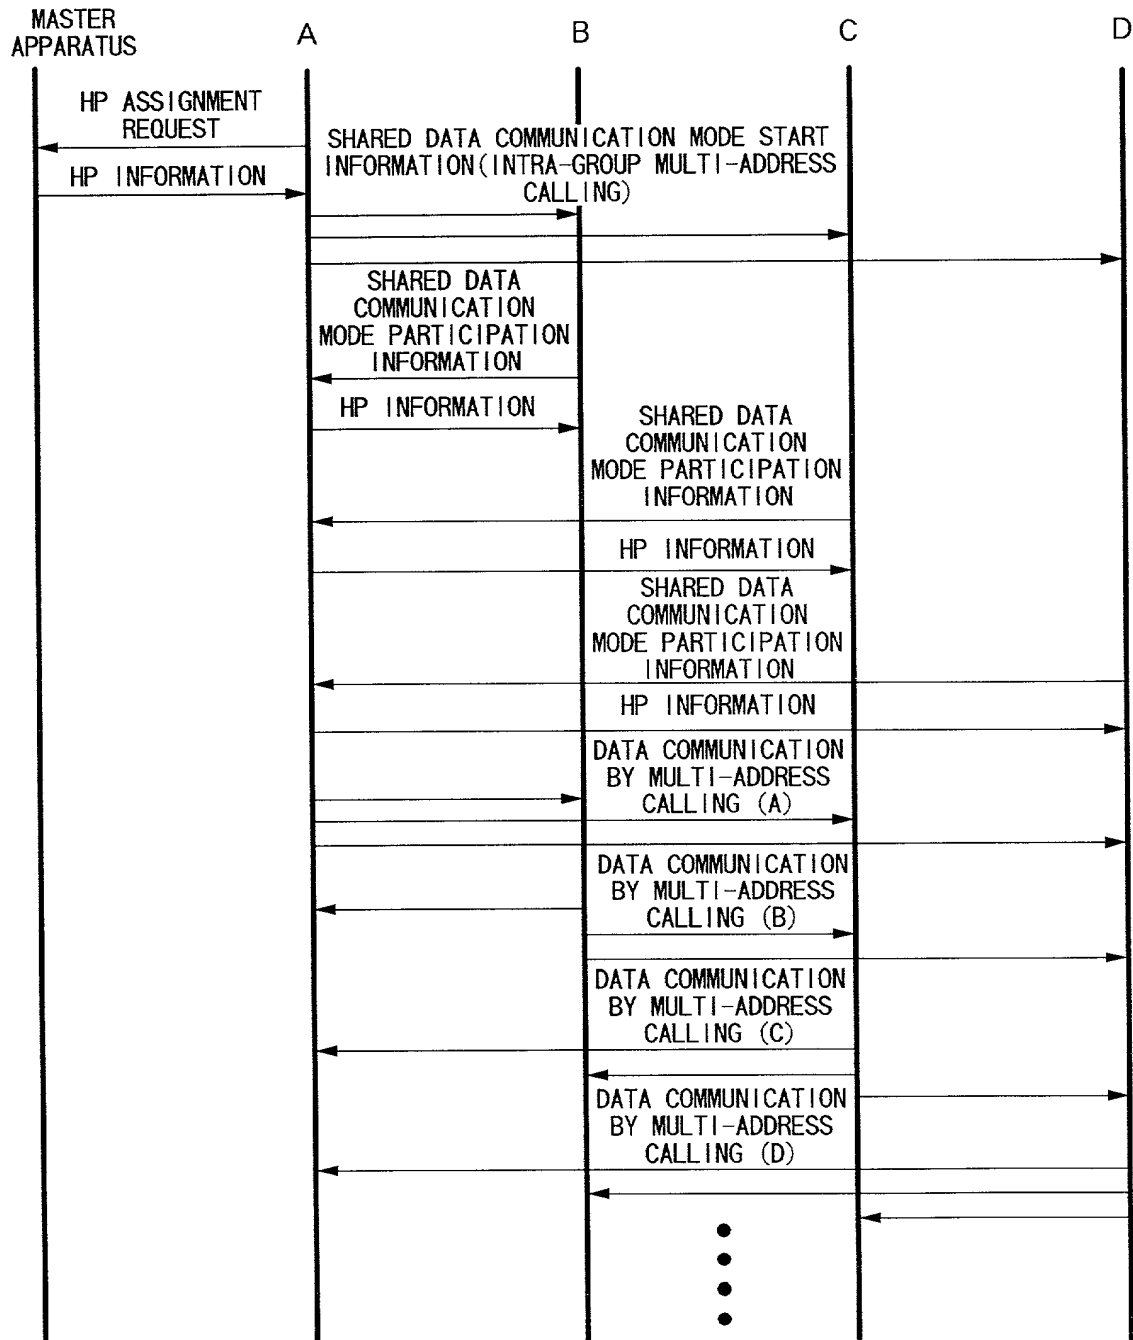 MASTER
APPARATUS
A
B
C
D
HP ASSIGNMENT
REQUEST
HP INFORMATION
SHARED DATA COMMUNICATION MODE START
INFORMATION(INTRA-GROUP MULTI-ADDRESS
CALLING)
SHARED DATA
COMMUNICATION
MODE PARTICIPATION
INFORMATION
HP INFORMATION
SHARED DATA
COMMUNICATION
MODE PARTICIPATION
INFORMATION
HP INFORMATION
SHARED DATA
COMMUNICATION
MODE PARTICIPATION
INFORMATION
HP INFORMATION
DATA COMMUNICATION
BY MULTI-ADDRESS
CALLING (A)
DATA COMMUNICATION
BY MULTI-ADDRESS
CALLING (B)
DATA COMMUNICATION
BY MULTI-ADDRESS
CALLING (C)
DATA COMMUNICATION
BY MULTI-ADDRESS
CALLING (D)